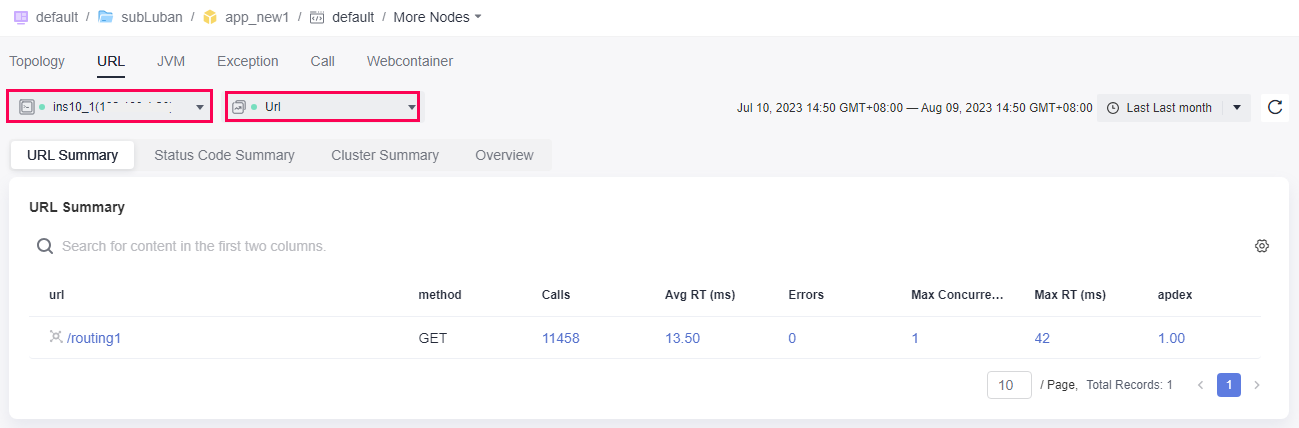 default / subLuban / app_new1 / default / More Nodes
Topology URL JVM Exception Call Webcontainer
ins10_1( Url Jul 10, 2023 14:50 GMT+08:00 — Aug 09, 2023 14:50 GMT+08:00 Last Last month
URL Summary Status Code Summary Cluster Summary Overview
URL Summary
Search for content in the first two columns.
url method Calls Avg RT (ms) Errors Max Concurre… Max RT (ms) apdex
/routing1 GET 11458 13.50 0 1 42 1.00
10 / Page, Total Records: 1 < 1 >